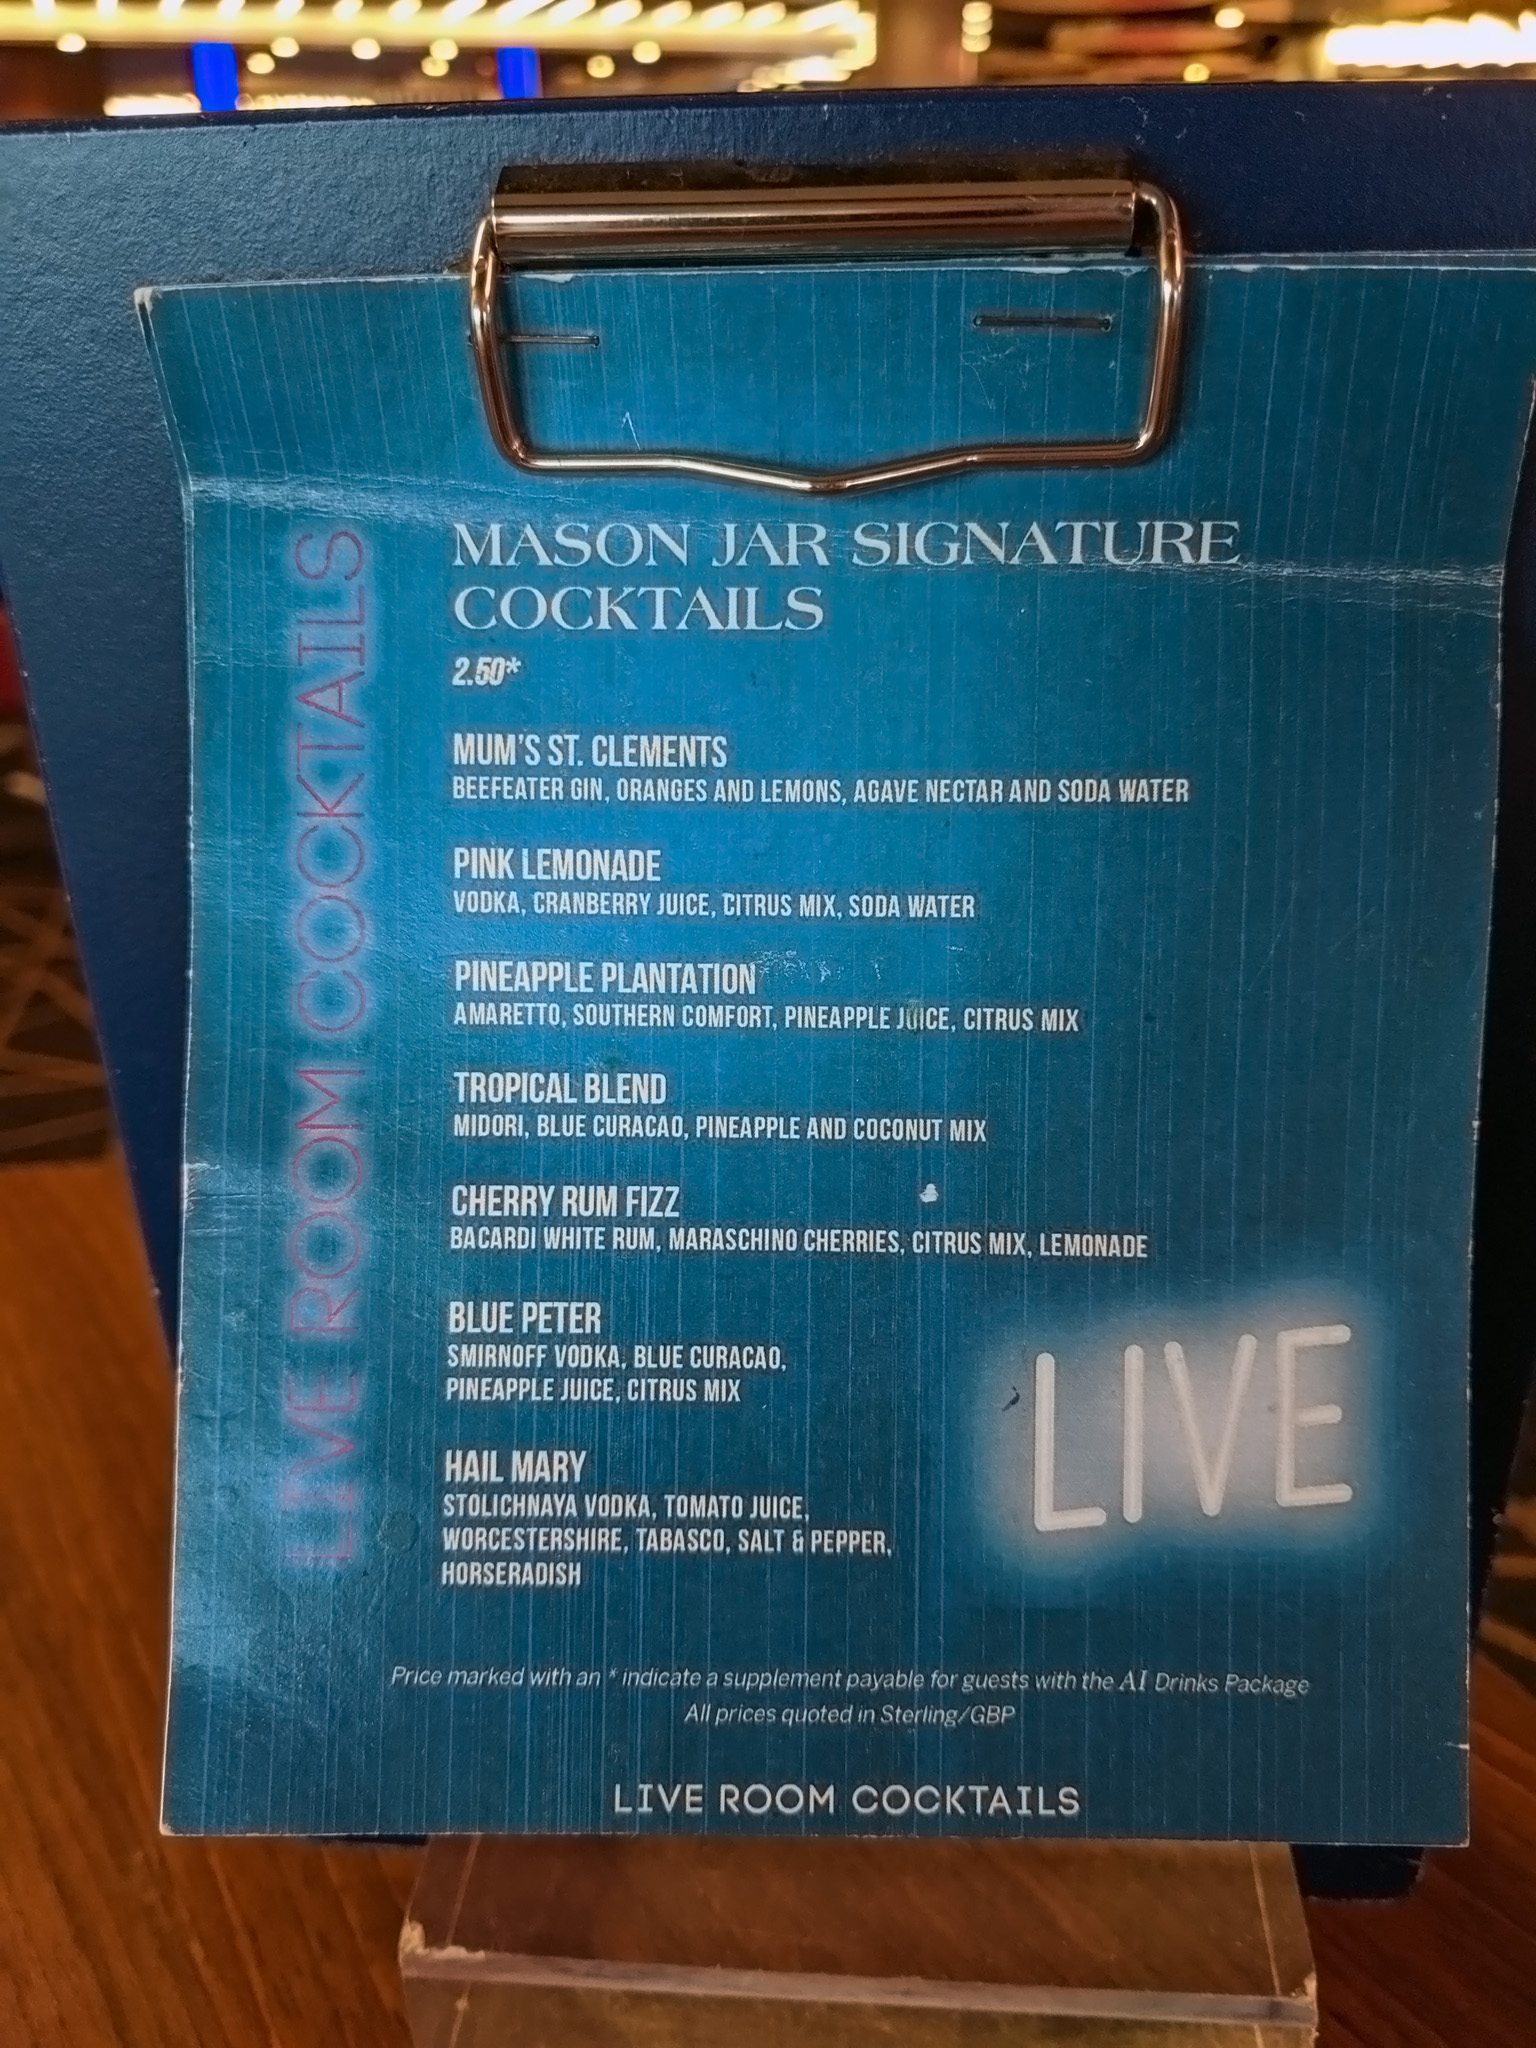 MASON JAR SIGNATURE
COCKTAILS
2.50*
MUM'S ST. CLEMENTS
BEEFEATER GIN, ORANGES AND LEMONS, AGAVE NECTAR AND SODA WATER
PINK LEMONADE
VODKA, CRANBERRY JUICE, CITRUS MIX, SODA WATER
PINEAPPLE PLANTATION
AMARETTO, SOUTHERN COMFORT, PINEAPPLE JUICE, CITRUS MIX
TROPICAL BLEND
MIDORI, BLUE CURACAO, PINEAPPLE AND COCONUT MIX
CHERRY RUM FIZZ
BACARDI WHITE RUM, MARASCHINO CHERRIES, CITRUS MIX, LEMONADE
BLUE PETER
SMIRNOFF VODKA, BLUE CURACAO,
PINEAPPLE JUICE, CITRUS MIX
HAIL MARY
STOLICHNAYA VODKA, TOMATO JUICE,
WORCESTERSHIRE, TABASCO, SALT & PEPPER,
HORSERADISH
LIVE
LIVE ROOM COCKTAILS
Price marked with an * indicate a supplement payable for guests with the AI Drinks Package
All prices quoted in Sterling/GBP
LIVE ROOM COCKTAILS